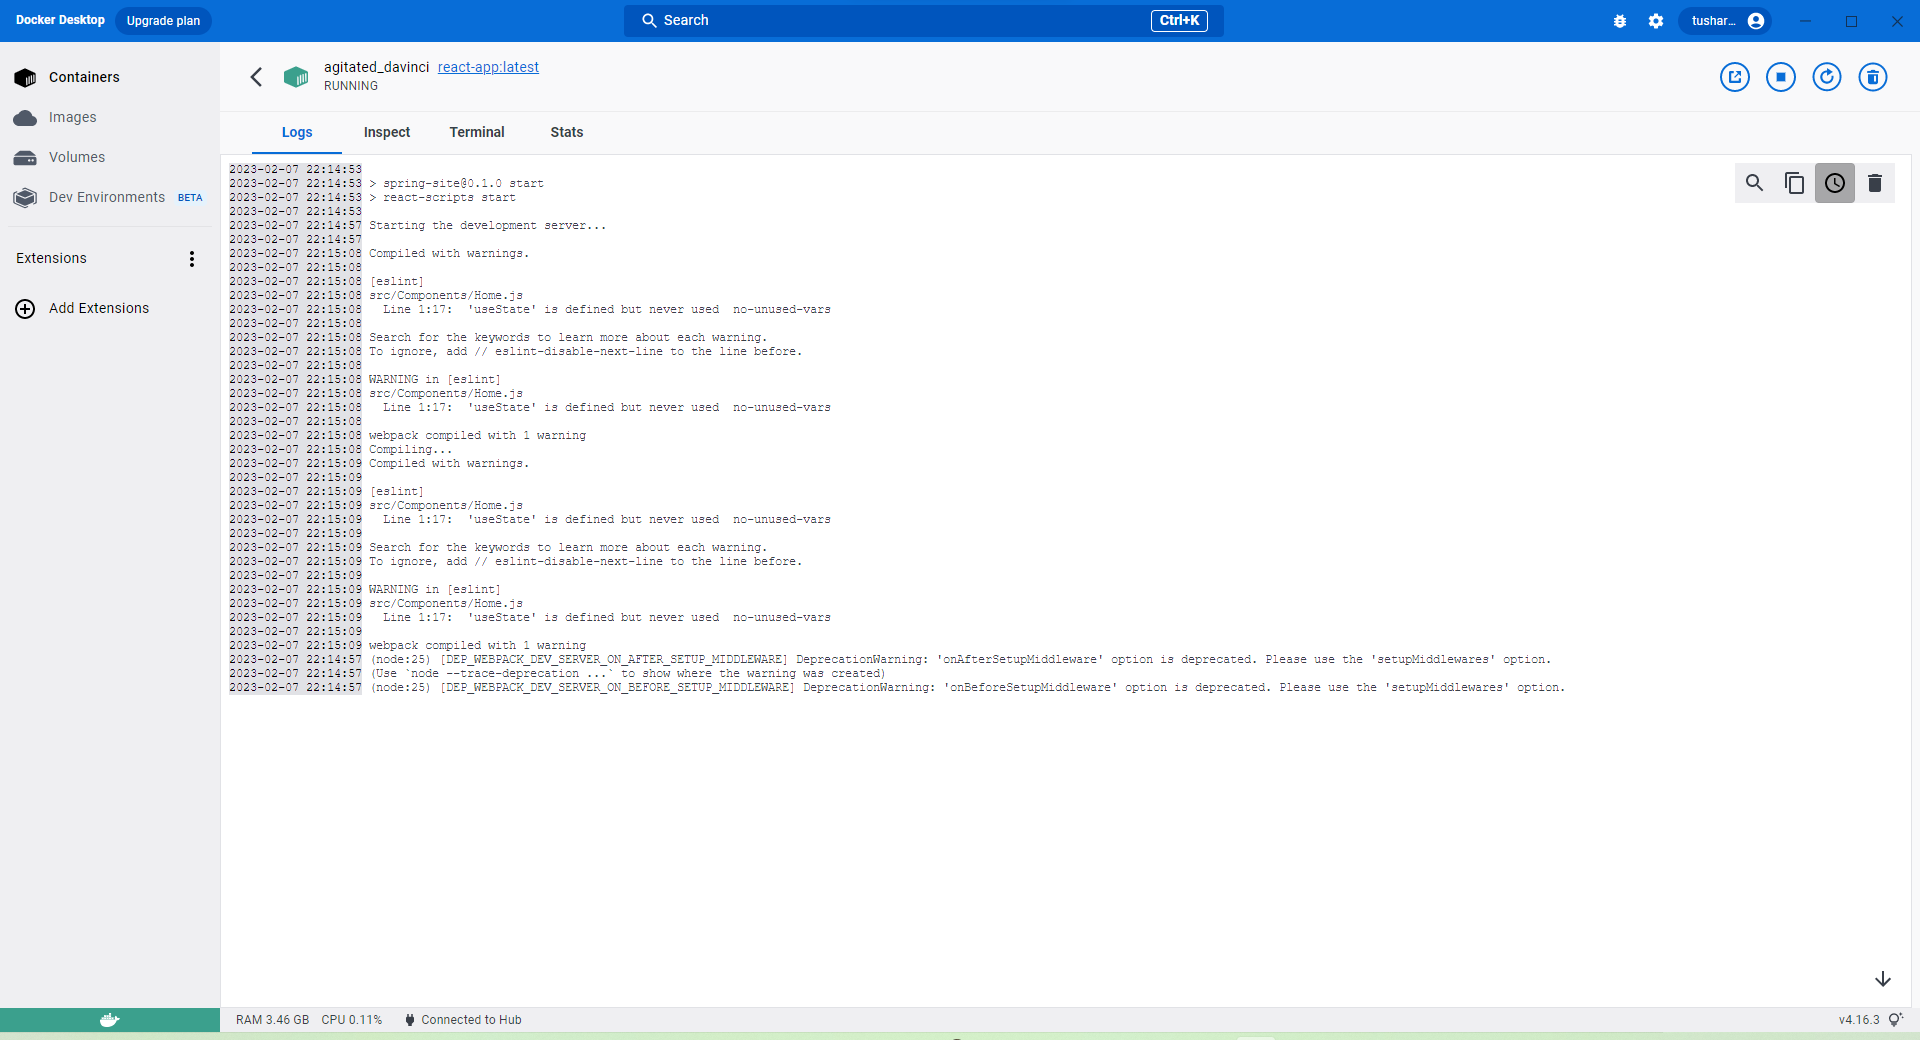 Docker Desktop
Upgrade plan
Search
Ctrl+K
tushar...
Containers
Images
Volumes
Dev Environments BETA
Extensions
Add Extensions
agitated_davinci react-app:latest
RUNNING
Logs Inspect Terminal Stats
2023-02-07 22:14:53
2023-02-07 22:14:53 > spring-site@0.1.0 start
2023-02-07 22:14:53 > react-scripts start
2023-02-07 22:14:53
2023-02-07 22:14:57 Starting the development server...
2023-02-07 22:14:57
2023-02-07 22:15:08 Compiled with warnings.
2023-02-07 22:15:08
2023-02-07 22:15:08 [eslint]
2023-02-07 22:15:08 src/Components/Home.js
2023-02-07 22:15:08   Line 1:17:  'useState' is defined but never used  no-unused-vars
2023-02-07 22:15:08
2023-02-07 22:15:08 Search for the keywords to learn more about each warning.
2023-02-07 22:15:08 To ignore, add // eslint-disable-next-line to the line before.
2023-02-07 22:15:08
2023-02-07 22:15:08 WARNING in [eslint]
2023-02-07 22:15:08 src/Components/Home.js
2023-02-07 22:15:08   Line 1:17:  'useState' is defined but never used  no-unused-vars
2023-02-07 22:15:08
2023-02-07 22:15:08 webpack compiled with 1 warning
2023-02-07 22:15:08 Compiling...
2023-02-07 22:15:09 Compiled with warnings.
2023-02-07 22:15:09
2023-02-07 22:15:09 [eslint]
2023-02-07 22:15:09 src/Components/Home.js
2023-02-07 22:15:09   Line 1:17:  'useState' is defined but never used  no-unused-vars
2023-02-07 22:15:09
2023-02-07 22:15:09 Search for the keywords to learn more about each warning.
2023-02-07 22:15:09 To ignore, add // eslint-disable-next-line to the line before.
2023-02-07 22:15:09
2023-02-07 22:15:09 WARNING in [eslint]
2023-02-07 22:15:09 src/Components/Home.js
2023-02-07 22:15:09   Line 1:17:  'useState' is defined but never used  no-unused-vars
2023-02-07 22:15:09
2023-02-07 22:15:09 webpack compiled with 1 warning
2023-02-07 22:14:57 (node:25) [DEP_WEBPACK_DEV_SERVER_ON_AFTER_SETUP_MIDDLEWARE] DeprecationWarning: 'onAfterSetupMiddleware' option is deprecated. Please use the 'setupMiddlewares' option.
2023-02-07 22:14:57 (Use `node --trace-deprecation ...` to show where the warning was created)
2023-02-07 22:14:57 (node:25) [DEP_WEBPACK_DEV_SERVER_ON_BEFORE_SETUP_MIDDLEWARE] DeprecationWarning: 'onBeforeSetupMiddleware' option is deprecated. Please use the 'setupMiddlewares' option.
RAM 3.46 GB CPU 0.11% Connected to Hub
v4.16.3